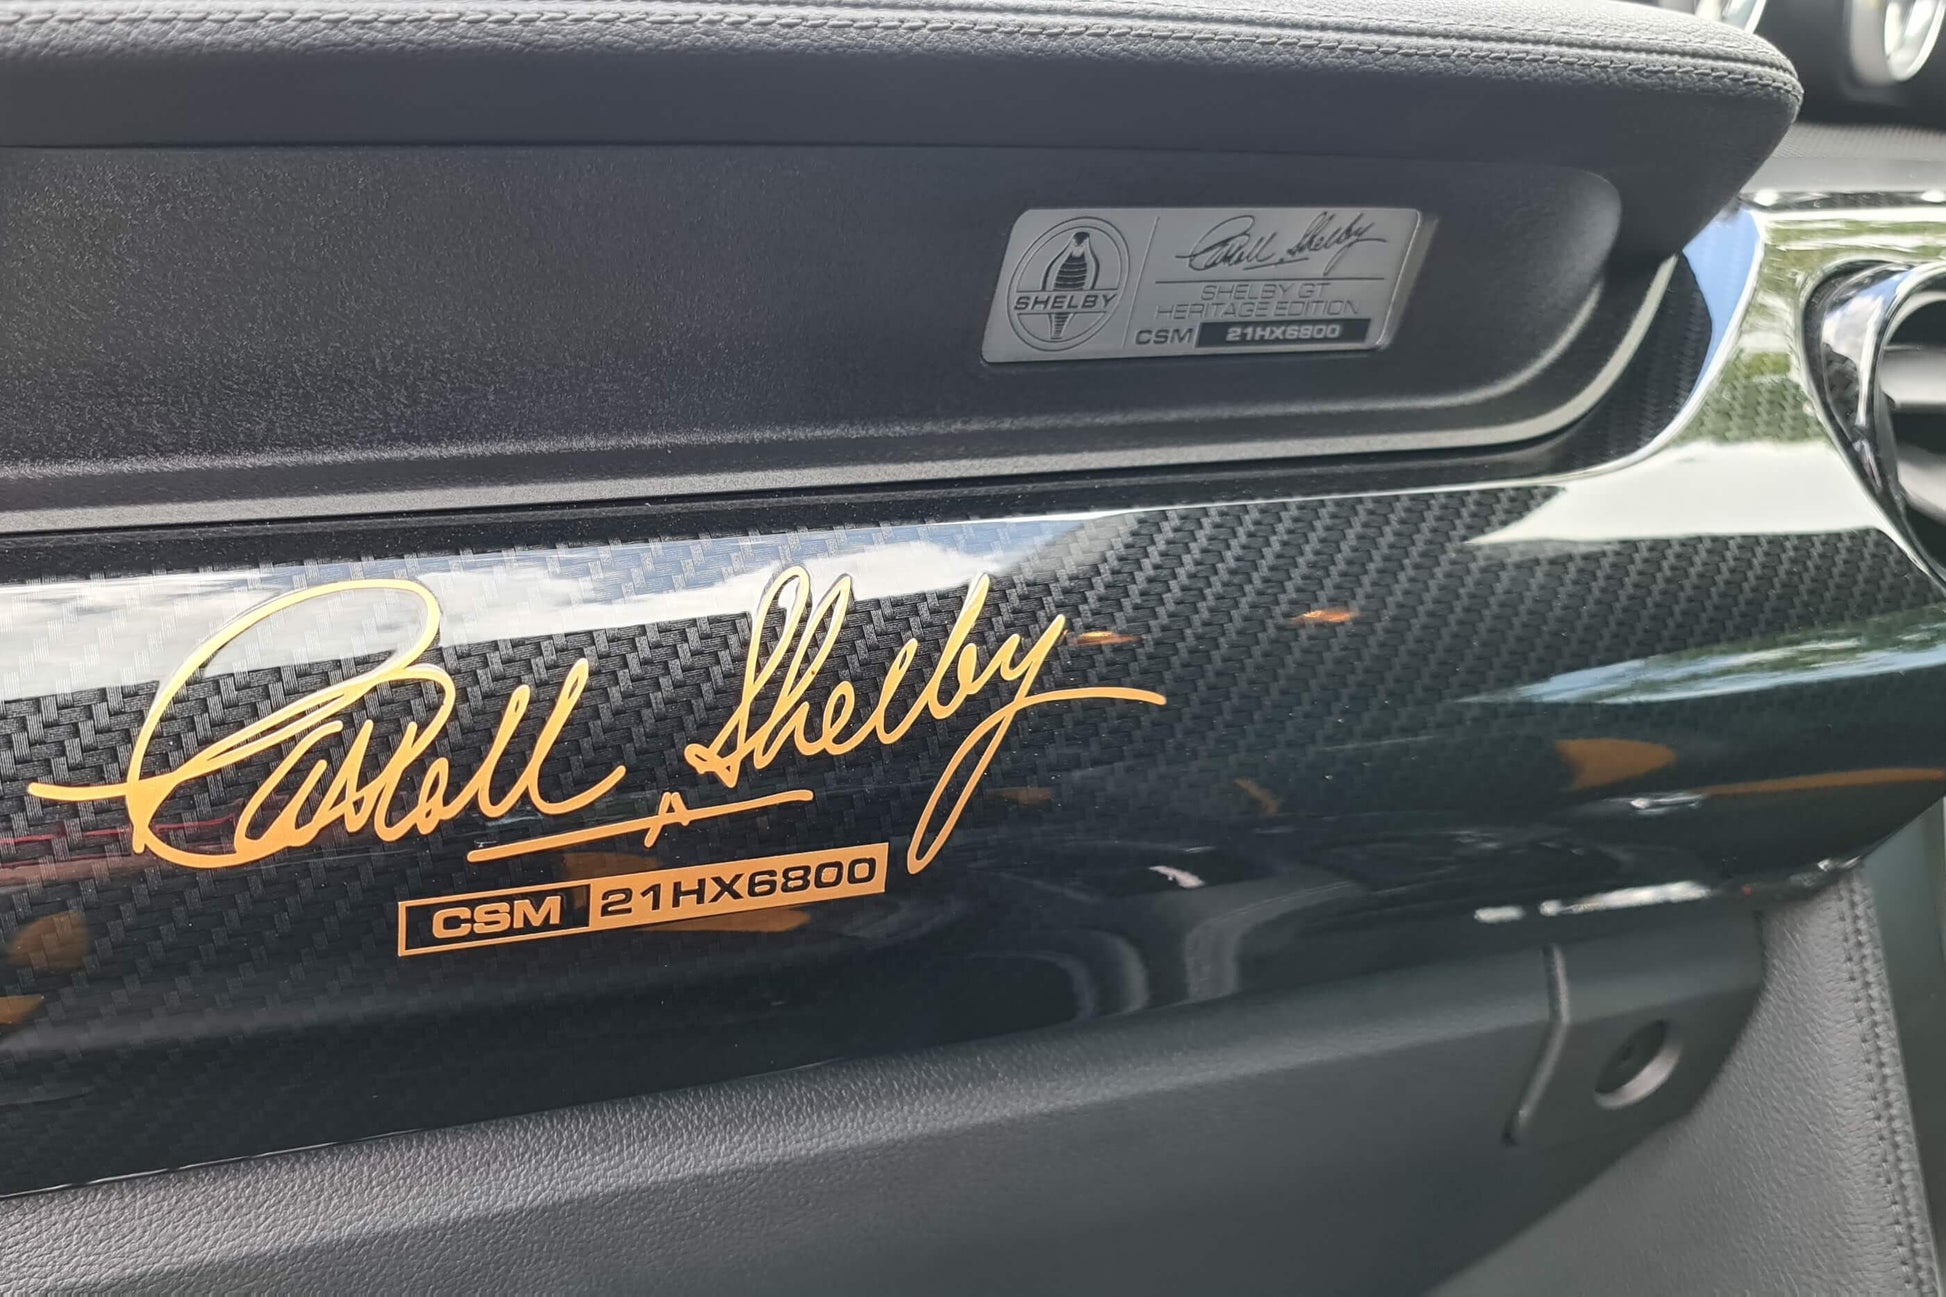 SHELBY
Carroll Shelby
SHELBY GT
HERITAGE EDITION
CSM 21HX6800
Carroll Shelby
A
CSM 21HX6800